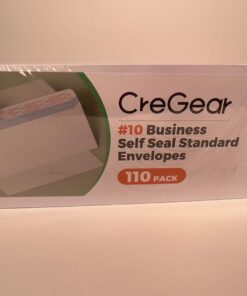 CreGear
#10 Business
Self Seal Standard
Envelopes
110 PACK